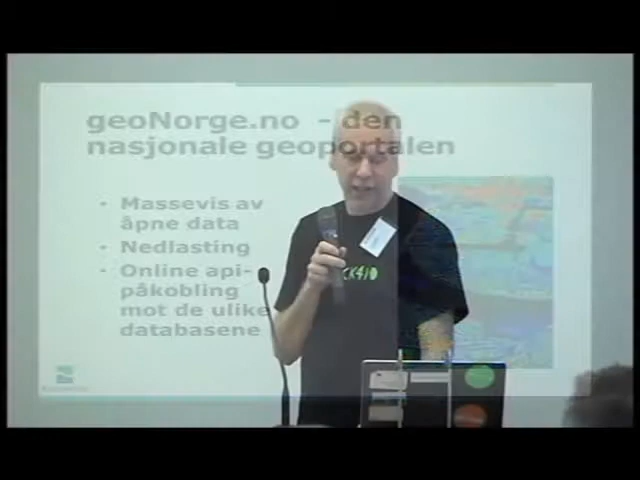 geoNorge.no - den
nasjonale geoportalen
• Massevis av
åpne data
• Nedlasting
• Online api-
påkobling
mot de ulike
databasene